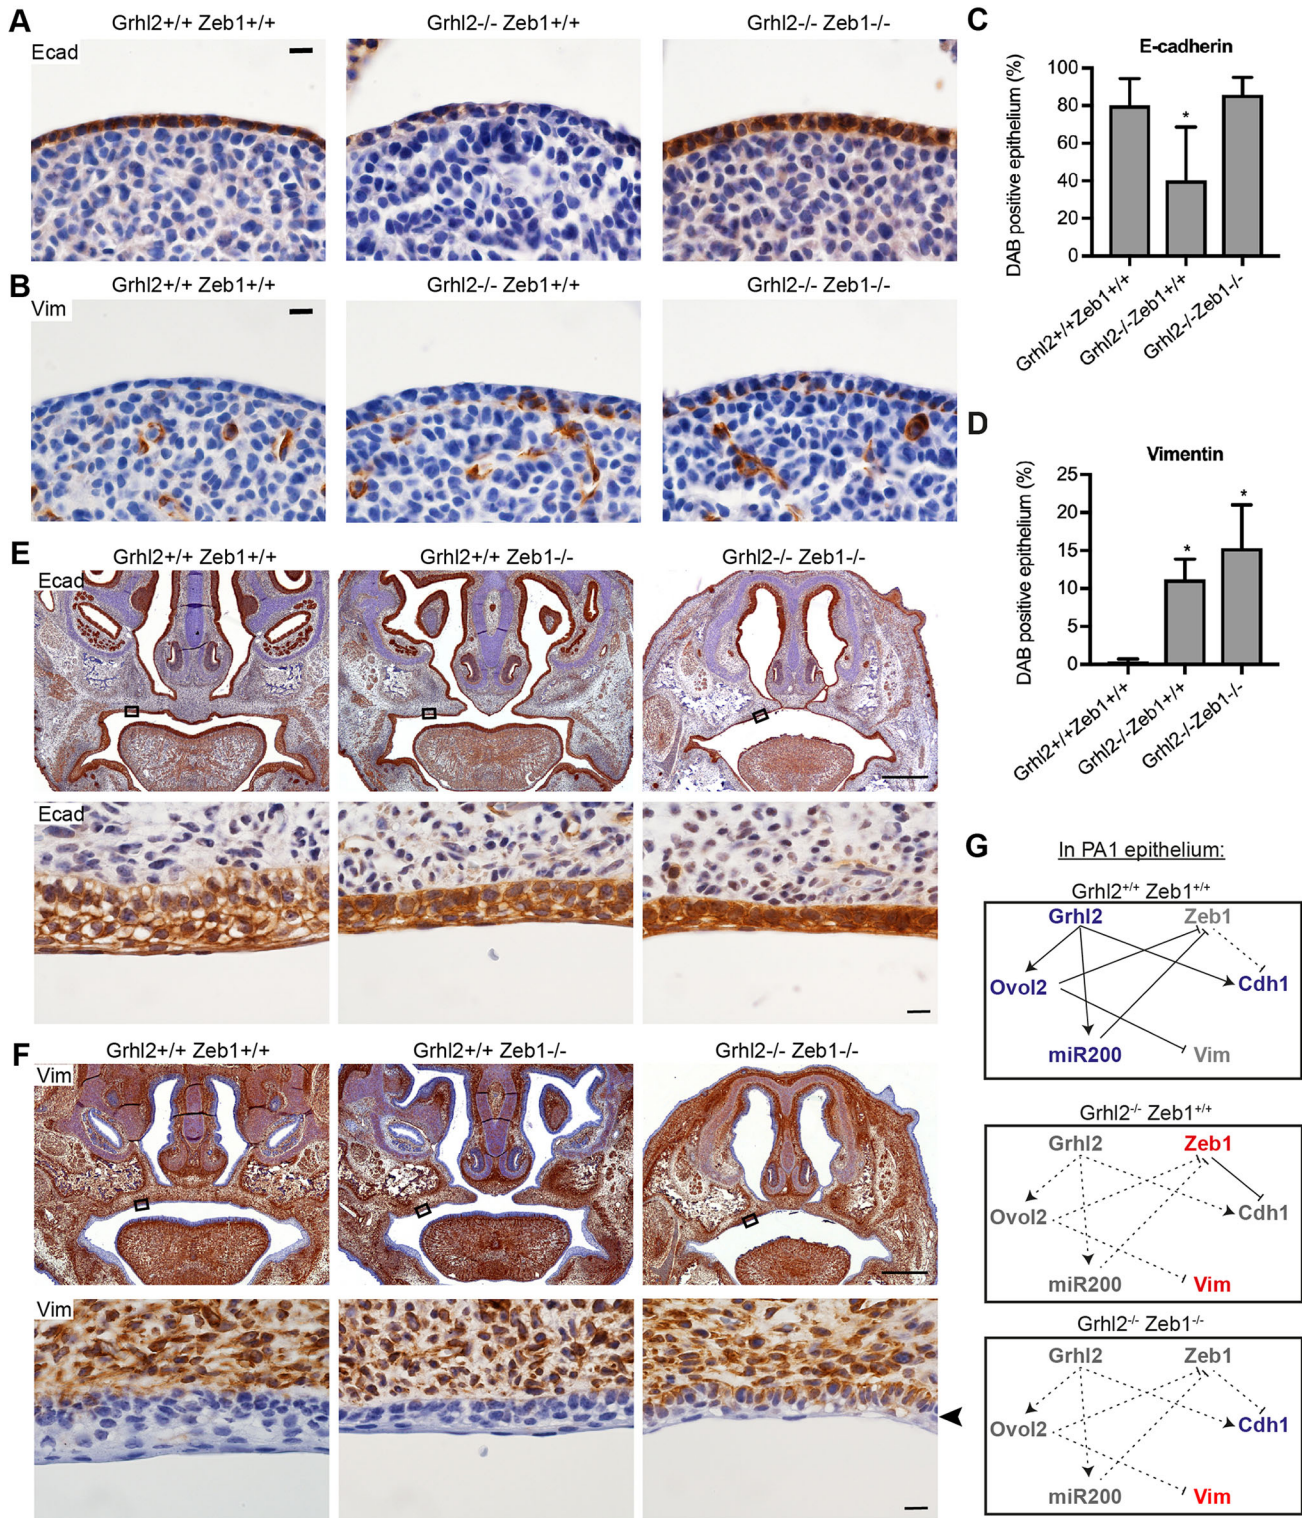 A
Grhl2+/+ Zeb1+/+
Grhl2-/- Zeb1+/+
Grhl2-/- Zeb1-/-
Ecad
B
Grhl2+/+ Zeb1+/+
Grhl2-/- Zeb1+/+
Grhl2-/- Zeb1-/-
Vim
C
E-cadherin
DAB positive epithelium (%)
100
80
60
40
20
0
*
Grhl2+/+Zeb1+/+
Grhl2-/-Zeb1+/+
Grhl2-/-Zeb1-/-
D
Vimentin
DAB positive epithelium (%)
25
20
15
10
5
0
*
*
Grhl2+/+Zeb1+/+
Grhl2-/-Zeb1+/+
Grhl2-/-Zeb1-/-
E
Grhl2+/+ Zeb1+/+
Grhl2+/+ Zeb1-/-
Grhl2-/- Zeb1-/-
Ecad
Ecad
F
Grhl2+/+ Zeb1+/+
Grhl2+/+ Zeb1-/-
Grhl2-/- Zeb1-/-
Vim
Vim
G
In PA1 epithelium:
Grhl2+/+ Zeb1+/+
Grhl2 Zeb1
Ovol2 Cdh1
miR200 Vim
Grhl2-/- Zeb1+/+
Grhl2 Zeb1
Ovol2 Cdh1
miR200 Vim
Grhl2-/- Zeb1-/-
Grhl2 Zeb1
Ovol2 Cdh1
miR200 Vim